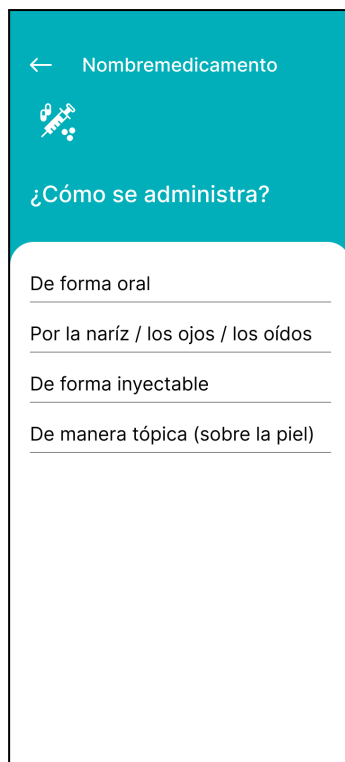 Nombremedicamento
¿Cómo se administra?
De forma oral
Por la naríz / los ojos / los oídos
De forma inyectable
De manera tópica (sobre la piel)